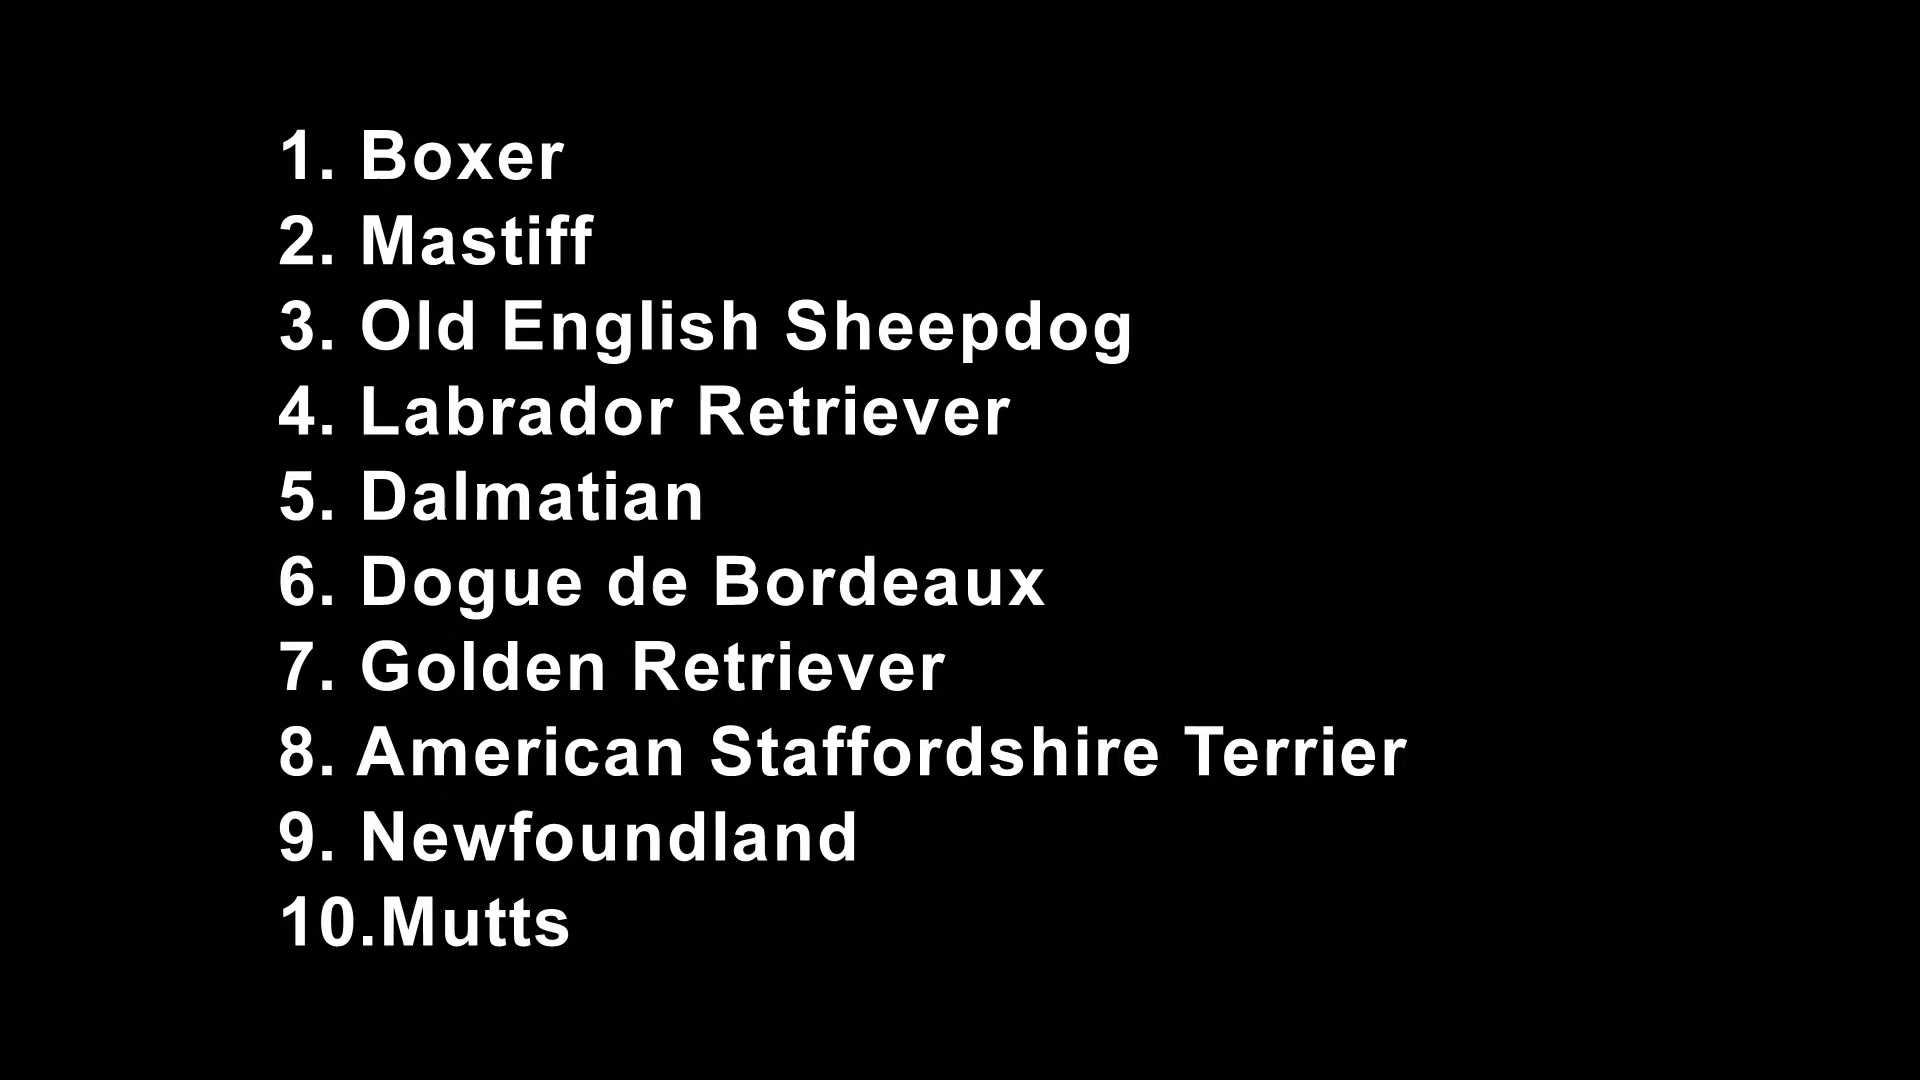 1. Boxer
2. Mastiff
3. Old English Sheepdog
4. Labrador Retriever
5. Dalmatian
6. Dogue de Bordeaux
7. Golden Retriever
8. American Staffordshire Terrier
9. Newfoundland
10.Mutts